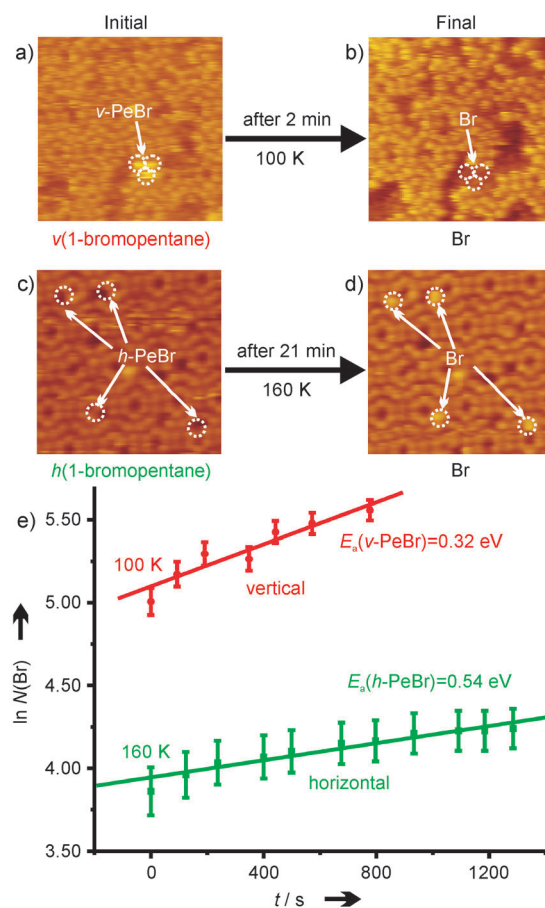 Initial
Final
a)
b)
v-PeBr
Br
after 2 min
100 K
v(1-bromopentane)
Br
c)
d)
h-PeBr
Br
after 21 min
160 K
h(1-bromopentane)
Br
e)
5.50
5.00
4.50
4.00
3.50
ln N(Br)
100 K
vertical
Ea(v-PeBr)=0.32 eV
Ea(h-PeBr)=0.54 eV
160 K
horizontal
0
400
800
1200
t / s